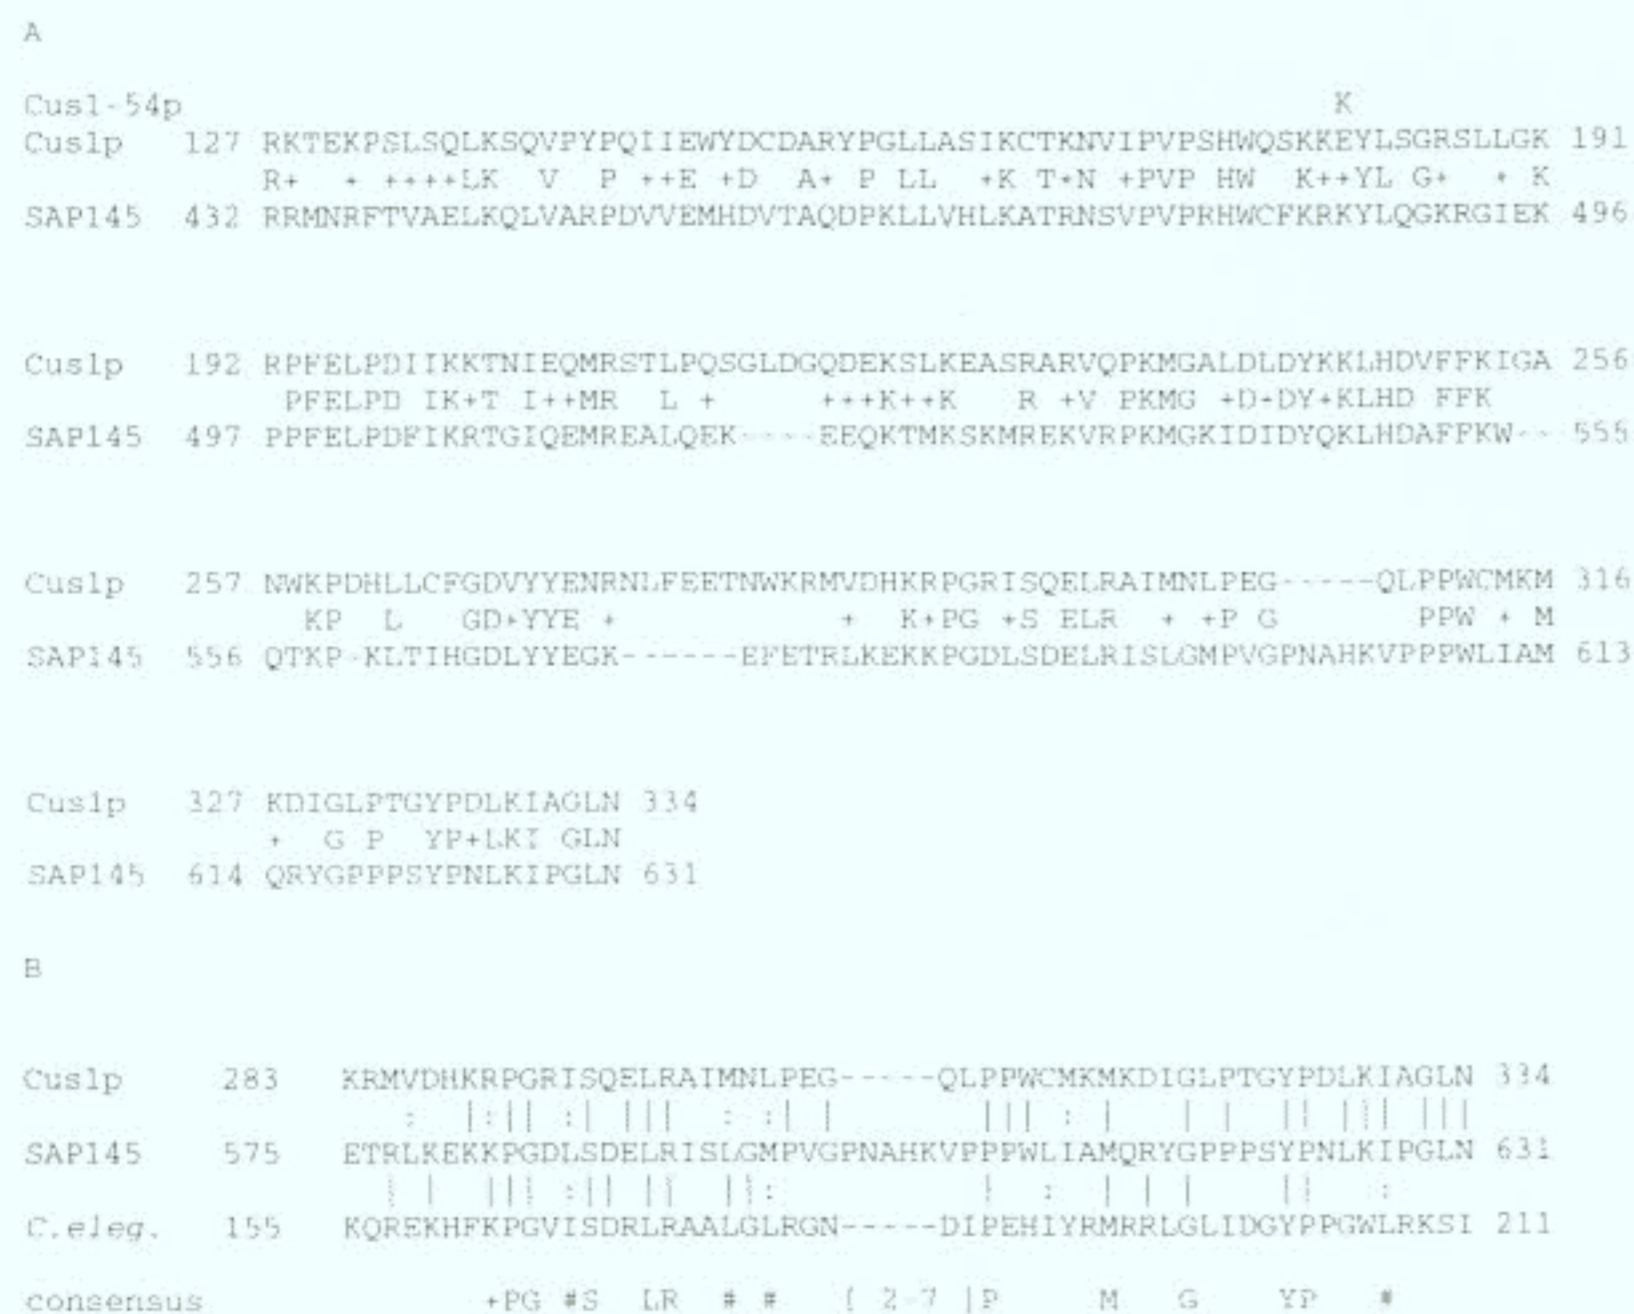 A
Cus1-54p K
Cus1p 127 RKTEKPSLSQLKSQVPYPQIIEWYDCDARYPGLLASIKCTKNVIPVPSHWQSKKEYLSGRSLLGK 191
R+ + ++++LK V P ++E +D A+ P LL +K T+N +PVP HW K++YL G+ + K
SAP145 432 RRMNRFTVAELKQLVARPDVVEMHDVTAQDPKLLVHLKATRNSVPVPRHWCFKRKYLQGKRGIEK 496
Cus1p 192 RPFELPDIIKKTNIEQMRSTLPQSGLDGQDEKSLKEASRARVQPKMGALDLDYKKLHDVFFKIGA 256
PFELPD IK+T I++MR L + +++K++K R +V PKMG +D+DY+KLHD FFK
SAP145 497 PPFELPDFIKRTGIQEMREALQEK----EEQKTMKSKMREKVRPKMGKIDIDYQKLHDAFFKW-- 555
Cus1p 257 NWKPDHLLCFGDVYYENRNLFEETNWKRMVDHKRPGRISQELRAIMNLPEG-----QLPPWCMKM 316
KP L GD+YYE + + K+PG +S ELR + +P G PPW + M
SAP145 556 QTKP-KLTIHGDLYYEGK------EFETRLKEKKPGDLSDELRISLGMPVGPNAHKVPPPWLIAM 613
Cus1p 327 KDIGLPTGYPDLKIAGLN 334
+ G P YP+LKI GLN
SAP145 614 QRYGPPPSYPNLKIPGLN 631
B
Cus1p 283 KRMVDHKRPGRISQELRAIMNLPEG-----QLPPWCMKMKDIGLPTGYPDLKIAGLN 334
: |:|| :| ||| : :| | ||| : | | | || |||| |||
SAP145 575 ETRLKEKKPGDLSDELRISLGMPVGPNAHKVPPPWLIAMQRYGPPPSYPNLKIPGLN 631
| | ||| :|| || ||: | : | | | || :
C.eleg. 155 KQREKHFKPGVISDRLRAALGLRGN-----DIPEHIYRMRRLGLIDGYPPGWLRKSI 211
consensus +PG #S LR # # [ 2-7 ]P M G YP #